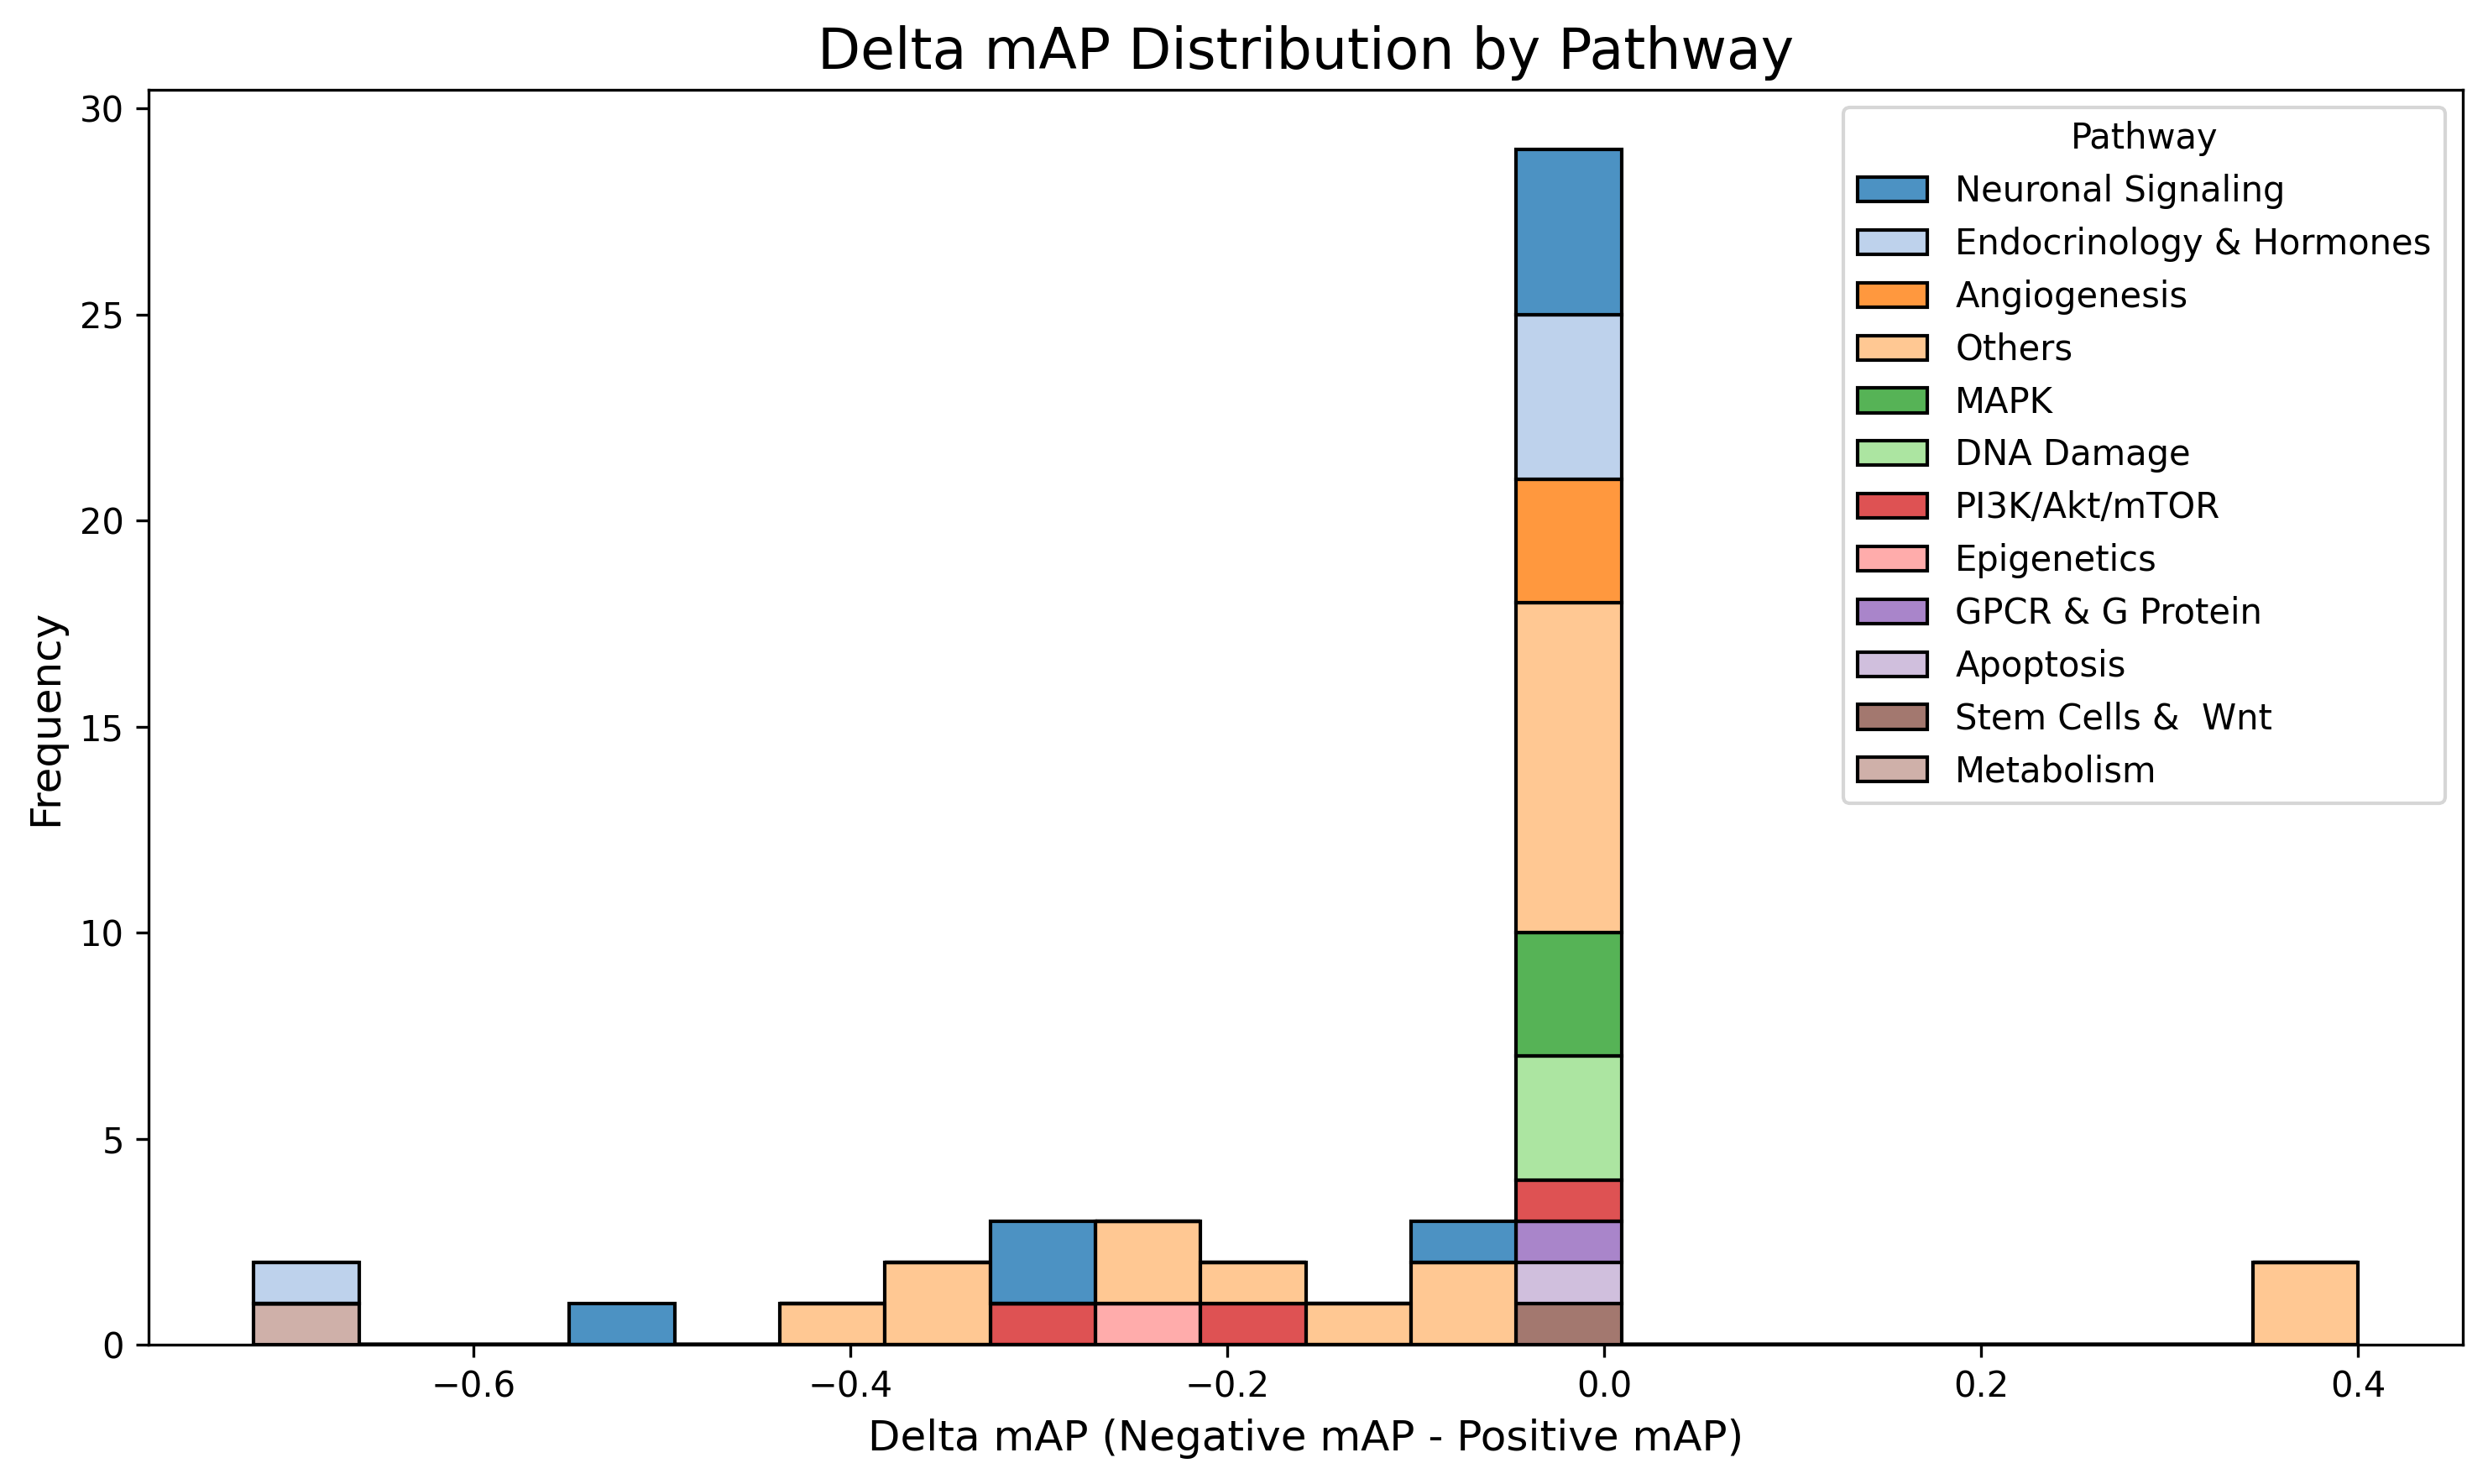 Delta mAP Distribution by Pathway
30
25
20
15
10
5
0
Frequency
Pathway
Neuronal Signaling
Endocrinology & Hormones
Angiogenesis
Others
MAPK
DNA Damage
PI3K/Akt/mTOR
Epigenetics
GPCR & G Protein
Apoptosis
Stem Cells &  Wnt
Metabolism
−0.6 −0.4 −0.2 0.0 0.2 0.4
Delta mAP (Negative mAP - Positive mAP)